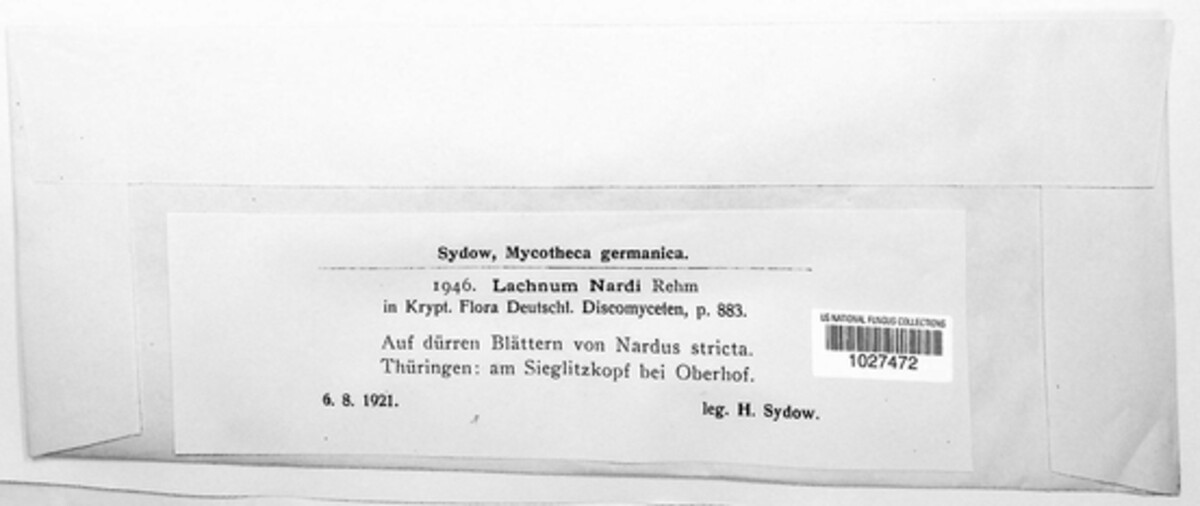 Sydow, Mycotheca germanica.
1946. Lachnum Nardi Rehm
in Krypt. Flora Deutschl. Discomyceten, p. 883.
Auf dürren Blättern von Nardus stricta.
Thüringen: am Sieglitzkopf bei Oberhof.
6. 8. 1921.
leg. H. Sydow.
US NATIONAL FUNGUS COLLECTIONS
1027472